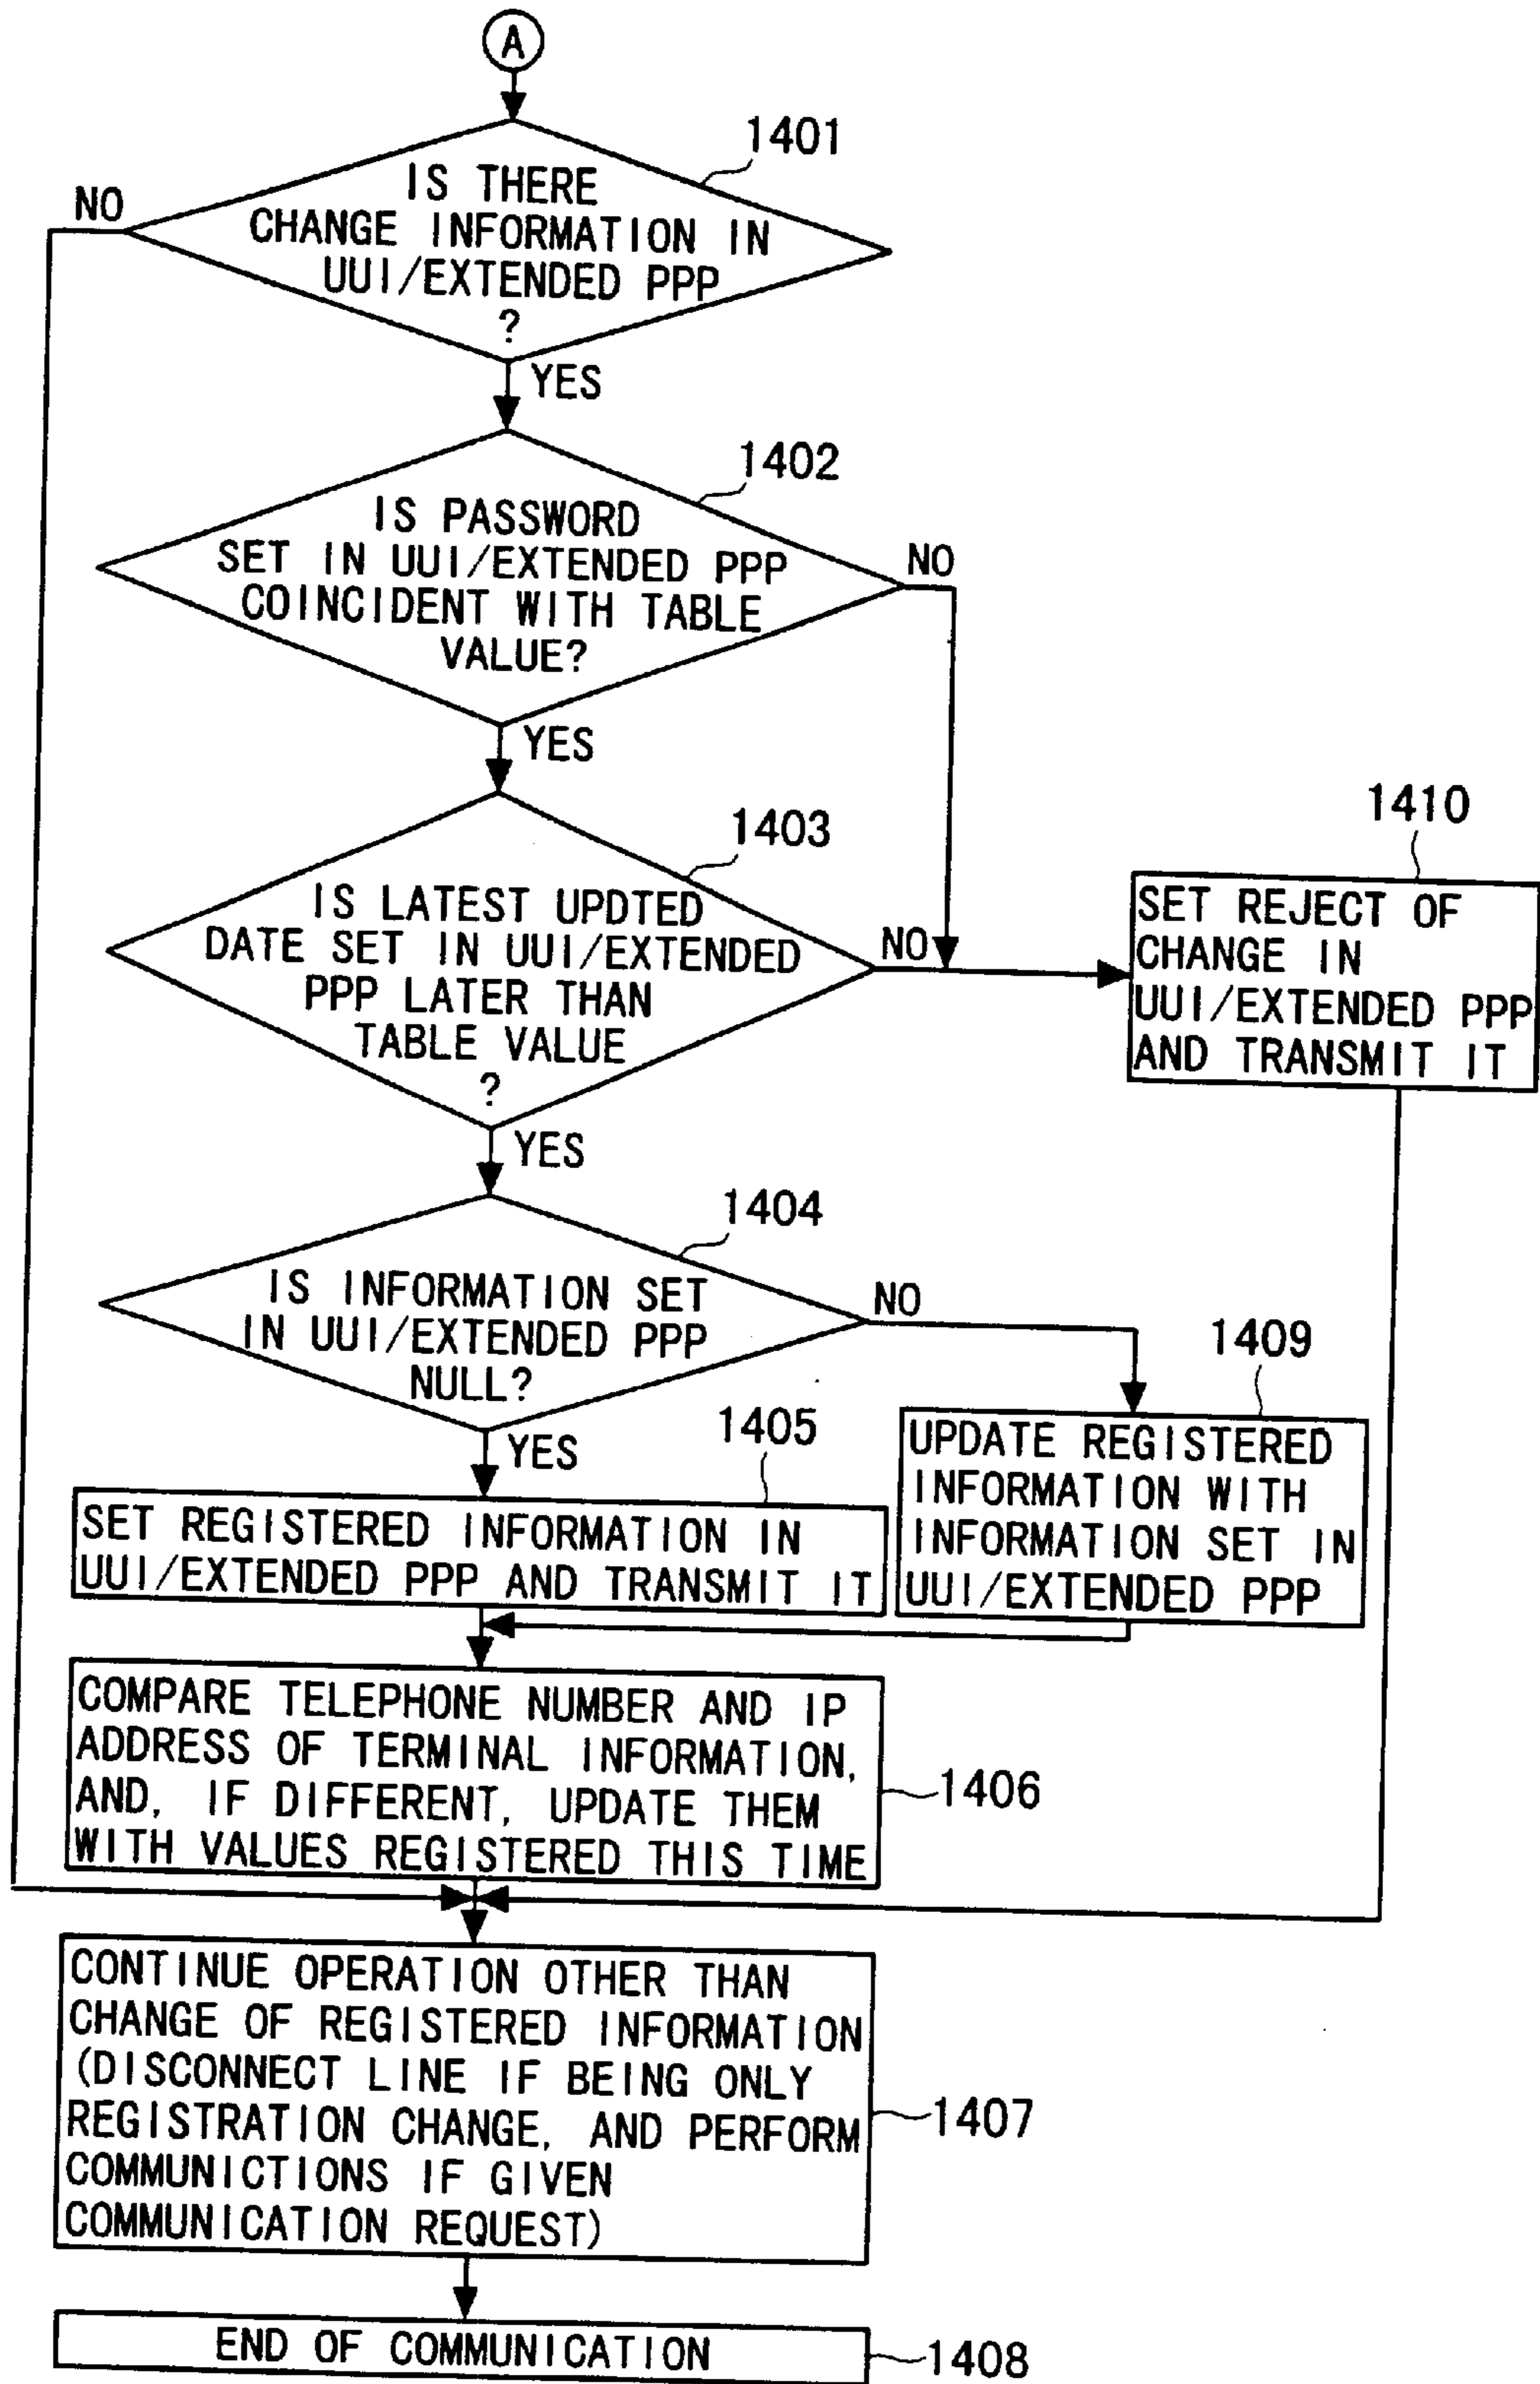 A
1401
IS THERE
CHANGE INFORMATION IN
UUI/EXTENDED PPP
?
NO
YES
1402
IS PASSWORD
SET IN UUI/EXTENDED PPP
COINCIDENT WITH TABLE
VALUE?
NO
YES
1403
IS LATEST UPDTED
DATE SET IN UUI/EXTENDED
PPP LATER THAN
TABLE VALUE
?
NO
YES
1410
SET REJECT OF
CHANGE IN
UUI/EXTENDED PPP
AND TRANSMIT IT
1404
IS INFORMATION SET
IN UUI/EXTENDED PPP
NULL?
NO
YES
1409
UPDATE REGISTERED
INFORMATION WITH
INFORMATION SET IN
UUI/EXTENDED PPP
1405
SET REGISTERED INFORMATION IN
UUI/EXTENDED PPP AND TRANSMIT IT
COMPARE TELEPHONE NUMBER AND IP
ADDRESS OF TERMINAL INFORMATION,
AND, IF DIFFERENT, UPDATE THEM
WITH VALUES REGISTERED THIS TIME
1406
CONTINUE OPERATION OTHER THAN
CHANGE OF REGISTERED INFORMATION
(DISCONNECT LINE IF BEING ONLY
REGISTRATION CHANGE, AND PERFORM
COMMUNICTIONS IF GIVEN
COMMUNICATION REQUEST)
1407
END OF COMMUNICATION
1408